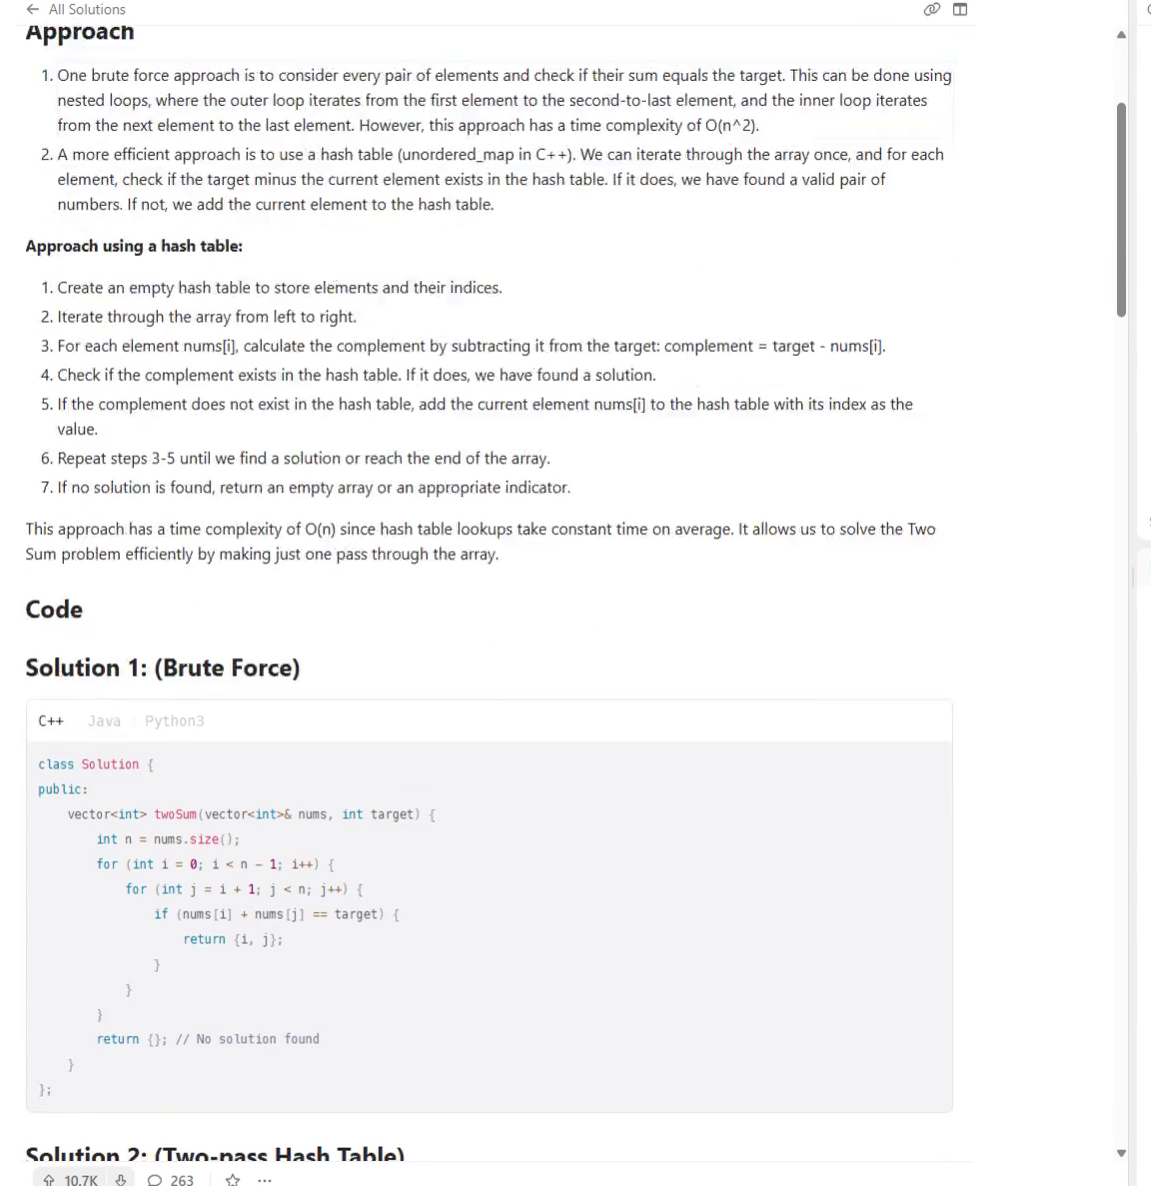 All Solutions
Approach
1. One brute force approach is to consider every pair of elements and check if their sum equals the target. This can be done using
nested loops, where the outer loop iterates from the first element to the second-to-last element, and the inner loop iterates
from the next element to the last element. However, this approach has a time complexity of O(n^2).
2. A more efficient approach is to use a hash table (unordered_map in C++). We can iterate through the array once, and for each
element, check if the target minus the current element exists in the hash table. If it does, we have found a valid pair of
numbers. If not, we add the current element to the hash table.
Approach using a hash table:
1. Create an empty hash table to store elements and their indices.
2. Iterate through the array from left to right.
3. For each element nums[i], calculate the complement by subtracting it from the target: complement = target - nums[i].
4. Check if the complement exists in the hash table. If it does, we have found a solution.
5. If the complement does not exist in the hash table, add the current element nums[i] to the hash table with its index as the
value.
6. Repeat steps 3-5 until we find a solution or reach the end of the array.
7. If no solution is found, return an empty array or an appropriate indicator.
This approach has a time complexity of O(n) since hash table lookups take constant time on average. It allows us to solve the Two
Sum problem efficiently by making just one pass through the array.
Code
Solution 1: (Brute Force)
C++ Java Python3
class Solution {
public:
    vector<int> twoSum(vector<int>& nums, int target) {
        int n = nums.size();
        for (int i = 0; i < n - 1; i++) {
            for (int j = i + 1; j < n; j++) {
                if (nums[i] + nums[j] == target) {
                    return {i, j};
                }
            }
        }
        return {}; // No solution found
    }
};
Solution 2: (Two-pass Hash Table)
10.7K 263